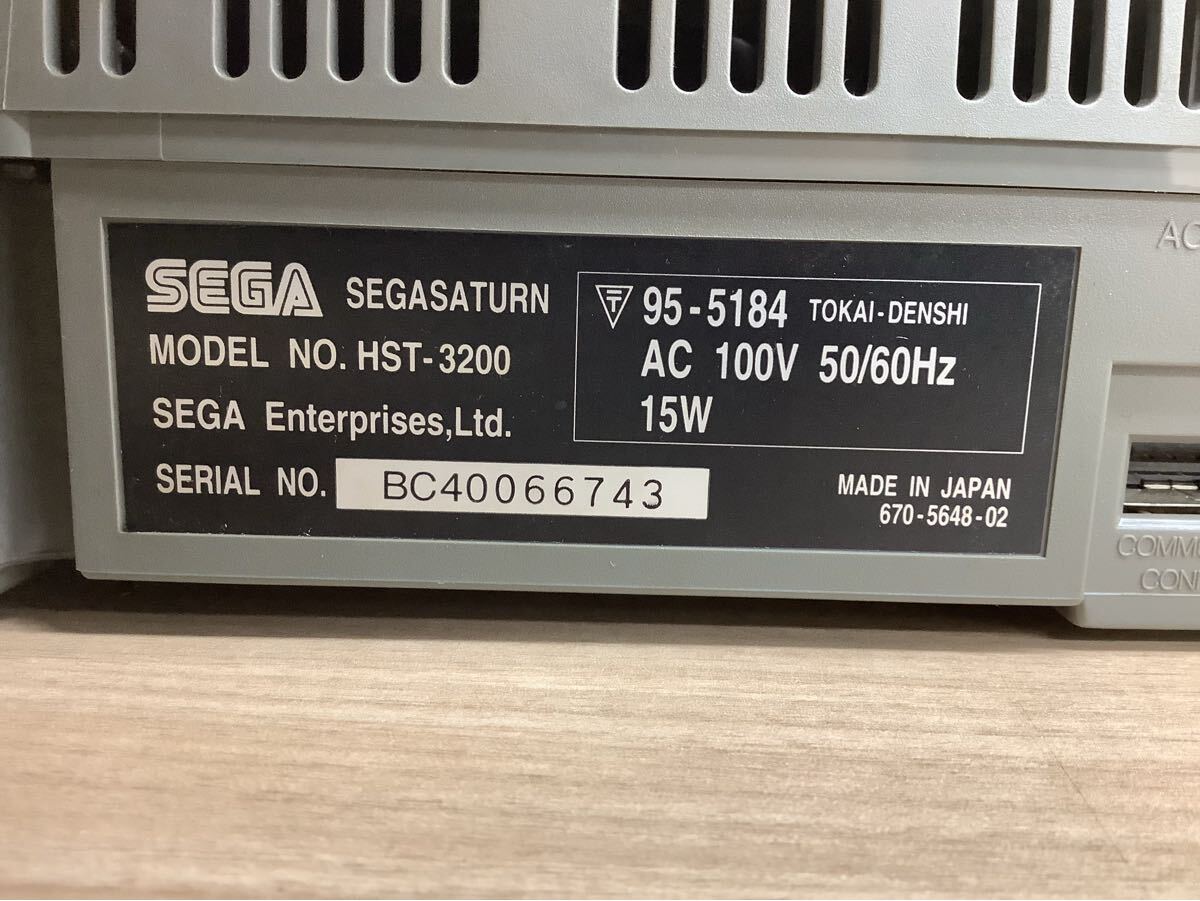 SEGA SEGASATURN
MODEL NO. HST-3200
SEGA Enterprises,Ltd.
SERIAL NO. BC40066743
〒 95-5184 TOKAI-DENSHI
AC 100V 50/60Hz
15W
MADE IN JAPAN
670-5648-02
AC